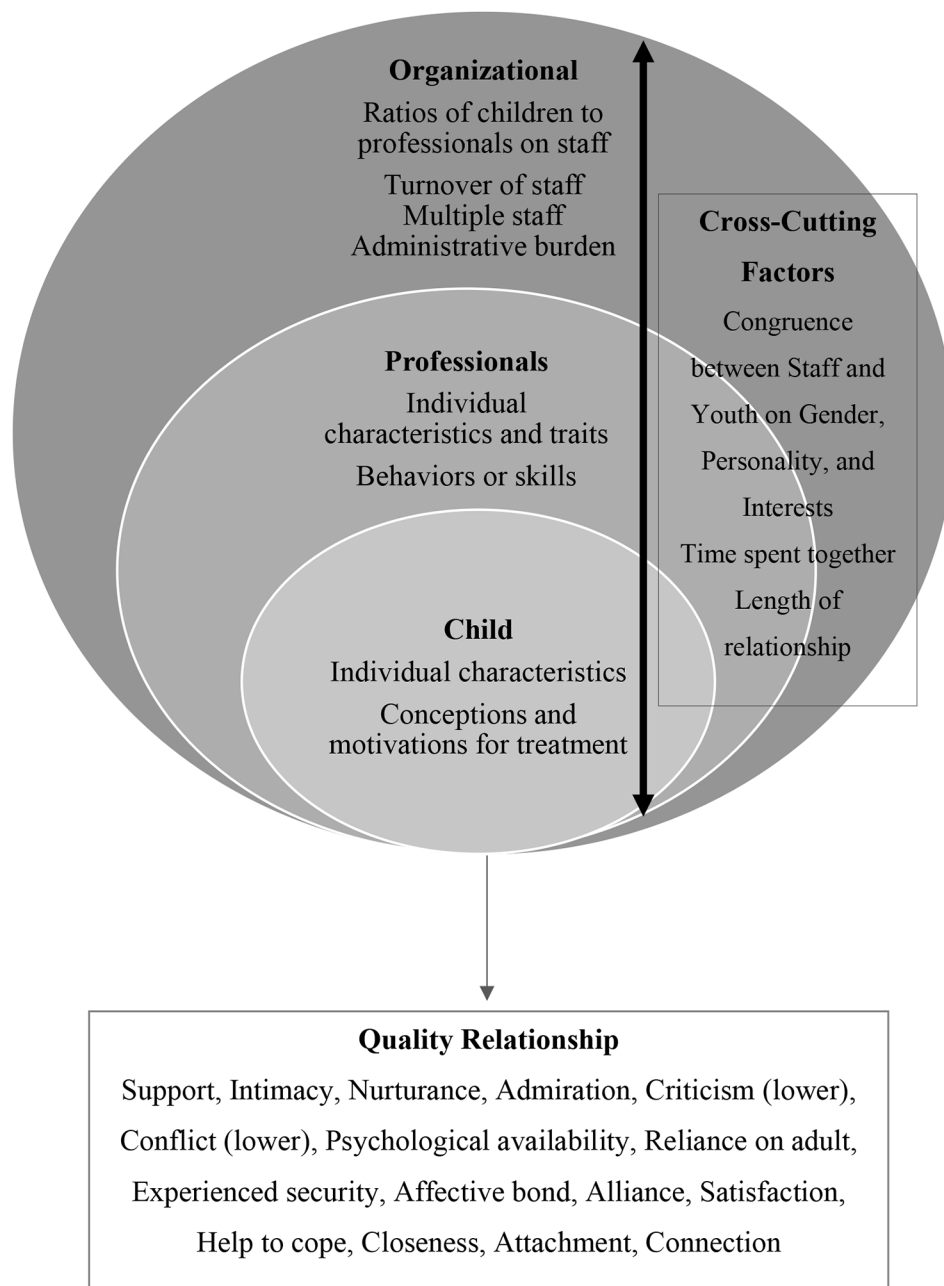 Organizational
Ratios of children to
professionals on staff
Turnover of staff
Multiple staff
Administrative burden
Professionals
Individual
characteristics and traits
Behaviors or skills
Child
Individual characteristics
Conceptions and
motivations for treatment
Cross-Cutting
Factors
Congruence
between Staff and
Youth on Gender,
Personality, and
Interests
Time spent together
Length of
relationship
Quality Relationship
Support, Intimacy, Nurturance, Admiration, Criticism (lower),
Conflict (lower), Psychological availability, Reliance on adult,
Experienced security, Affective bond, Alliance, Satisfaction,
Help to cope, Closeness, Attachment, Connection